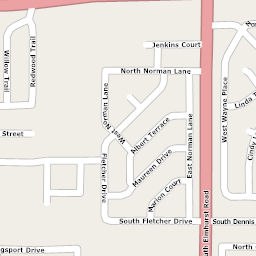 Willow Trail
Redwood Trail
Jenkins Court
North Norman Lane
West Norman Lane
West Wayne Place
Linda T
Street
Albert Terrace
East Norman Lane
Fletcher Drive
Maureen Drive
Marion Court
Cindy L
South Fletcher Drive
South Dennis
South Elmhurst Road
gsport Drive
North